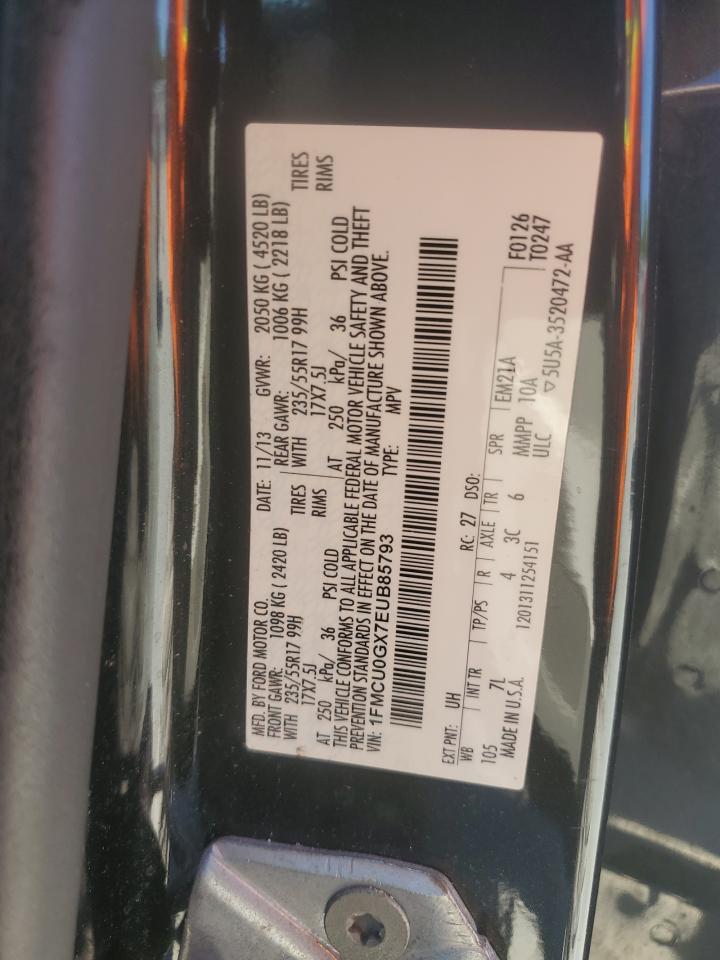 MFD. BY FORD MOTOR CO. DATE: 11/13 GVWR: 2050 KG ( 4520 LB)
FRONT GAWR: 1098 KG ( 2420 LB) REAR GAWR: 1006 KG ( 2218 LB)
WITH 235/55R17 99H TIRES WITH 235/55R17 99H TIRES
17X7.5J RIMS 17X7.5J RIMS
AT 250 kPa/ 36 PSI COLD AT 250 kPa/ 36 PSI COLD
THIS VEHICLE CONFORMS TO ALL APPLICABLE FEDERAL MOTOR VEHICLE SAFETY AND THEFT
PREVENTION STANDARDS IN EFFECT ON THE DATE OF MANUFACTURE SHOWN ABOVE.
VIN: 1FMCU0GX7EUB85793 TYPE: MPV
EXT PNT: UH RC: 27 DSO: F0126
WB INT TR TP/PS R AXLE TR SPR EM21A T0247
105 7L 4 3C 6 MMPP 10A
MADE IN U.S.A. 1201311254151 ULC ▽5U5A-3520472-AA